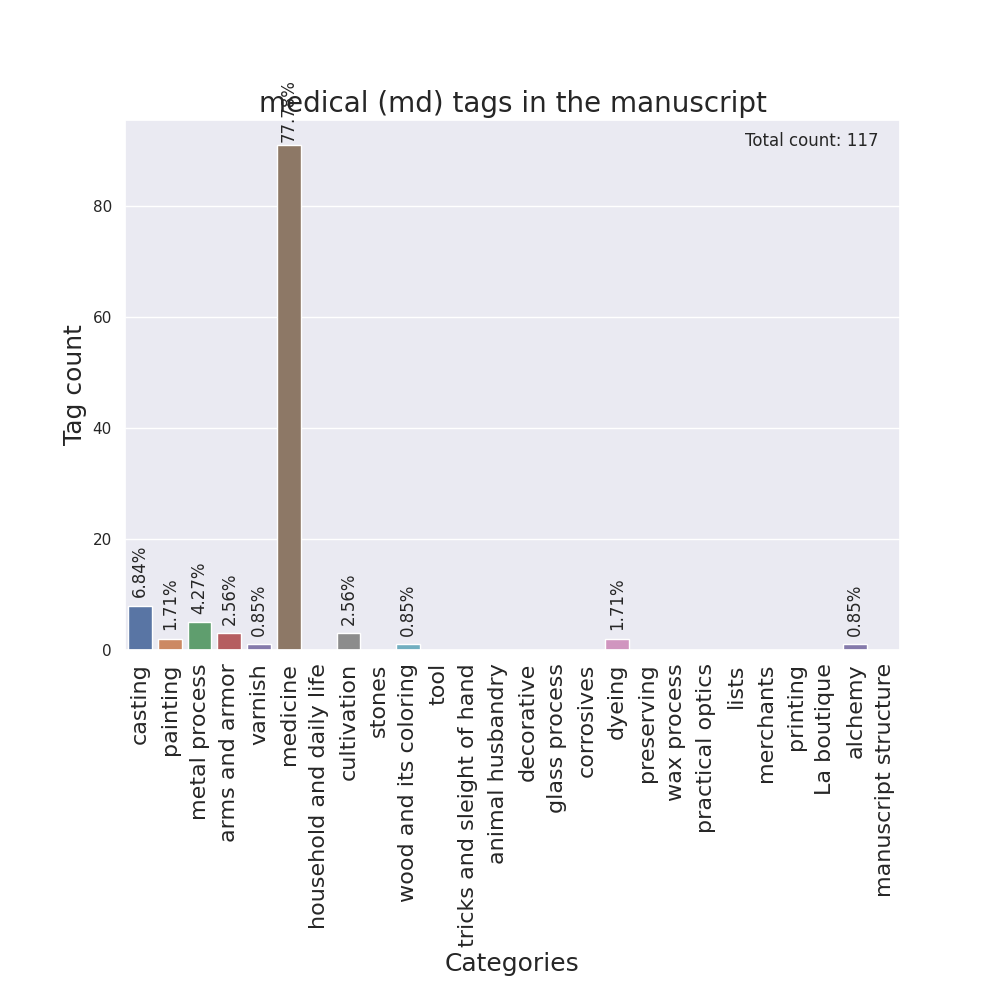 medical (md) tags in the manuscript
Total count: 117
Tag count
80
60
40
20
0
6.84%
1.71%
4.27%
2.56%
0.85%
77.78%
2.56%
0.85%
1.71%
0.85%
casting
painting
metal process
arms and armor
varnish
medicine
household and daily life
cultivation
stones
wood and its coloring
tool
tricks and sleight of hand
animal husbandry
decorative
glass process
corrosives
dyeing
preserving
wax process
practical optics
lists
merchants
printing
La boutique
alchemy
manuscript structure
Categories